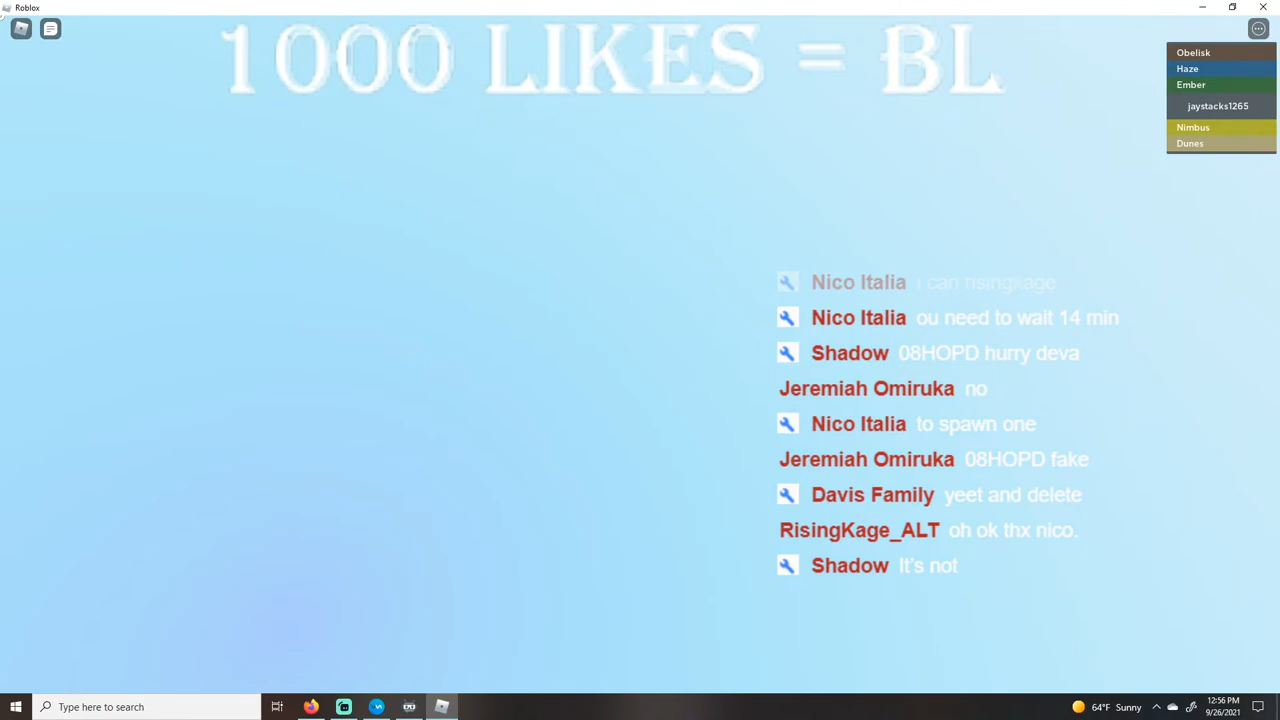 Roblox
1000 LIKES = BL
Obelisk
Haze
Ember
jaystacks1265
Nimbus
Dunes
Nico Italia i can risingkage
Nico Italia ou need to wait 14 min
Shadow 08HOPD hurry deva
Jeremiah Omiruka no
Nico Italia to spawn one
Jeremiah Omiruka 08HOPD fake
Davis Family yeet and delete
RisingKage_ALT oh ok thx nico.
Shadow It's not
Type here to search
64°F Sunny
12:56 PM
9/26/2021